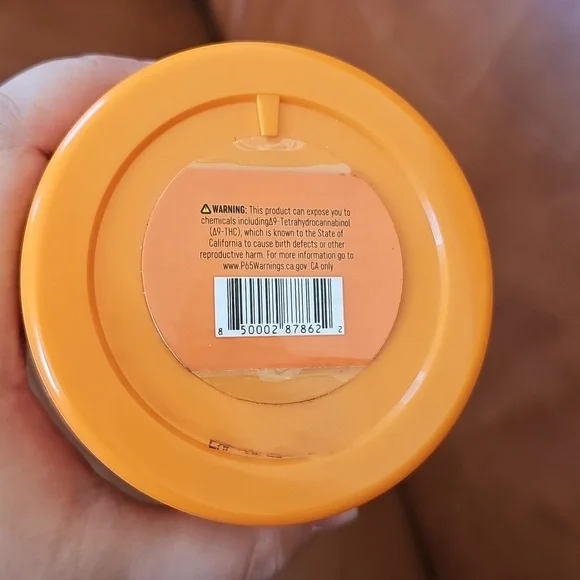 ⚠WARNING: This product can expose you to
chemicals includingΔ9-Tetrahydrocannabinol
(Δ9-THC), which is known to the State of
California to cause birth defects or other
reproductive harm. For more information go to
www.P65Warnings.ca.gov CA only
8 50002 87862 2